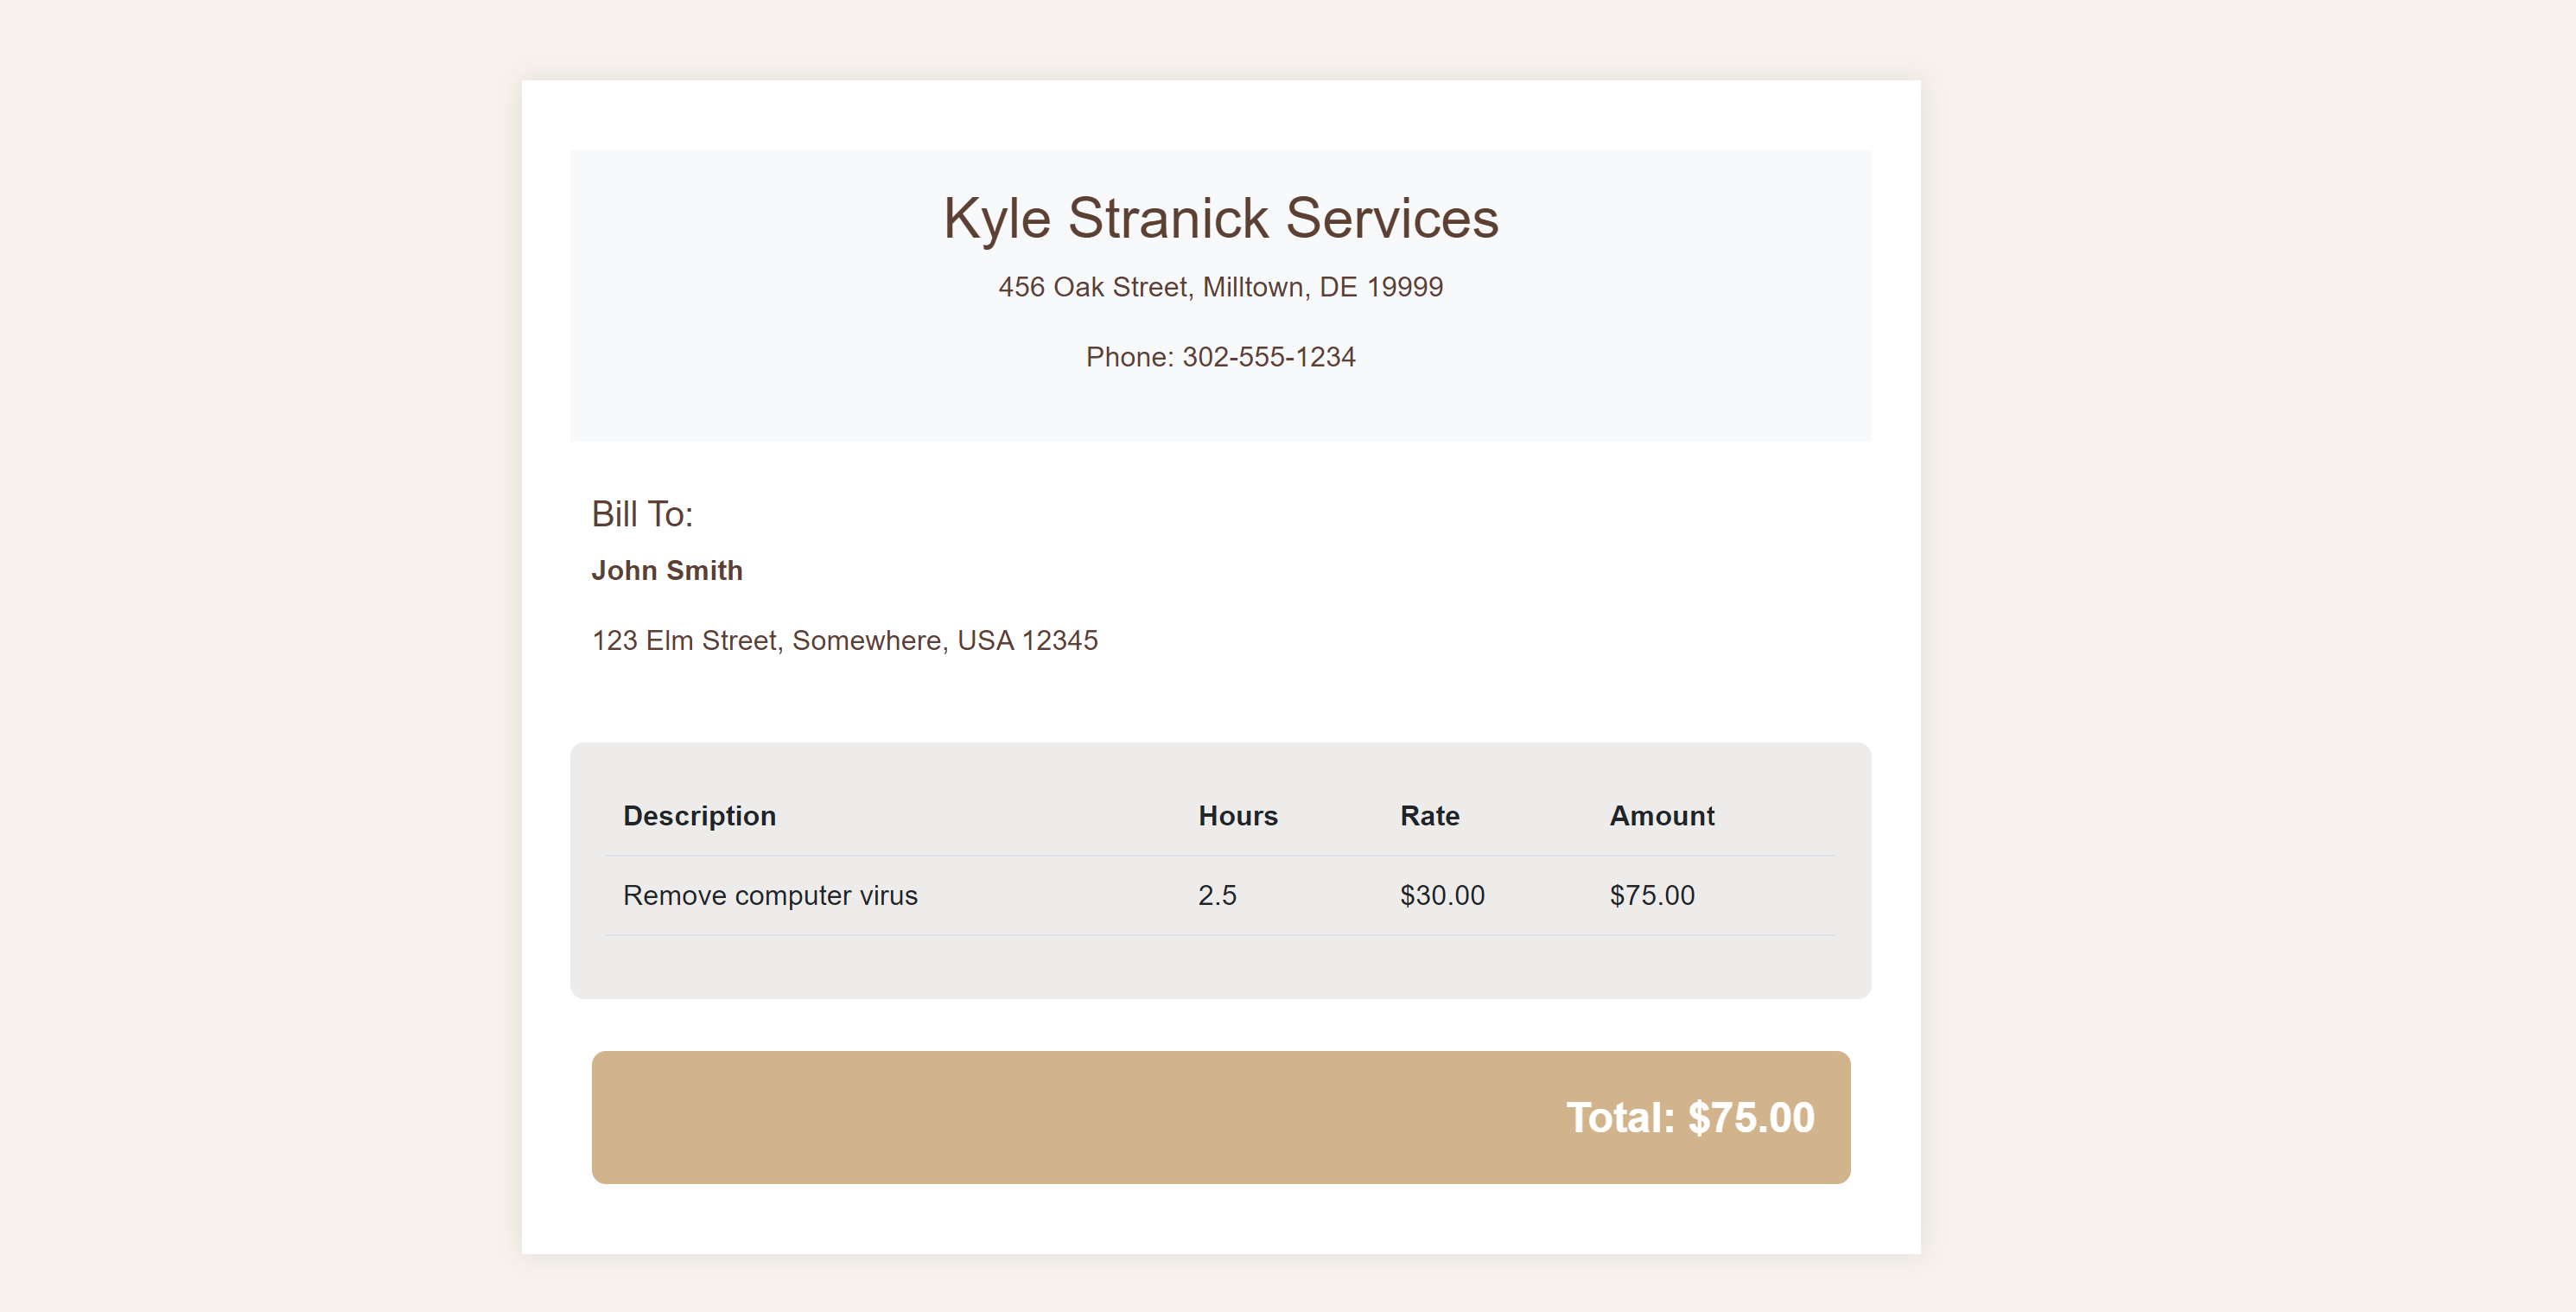 Kyle Stranick Services
456 Oak Street, Milltown, DE 19999
Phone: 302-555-1234
Bill To:
John Smith
123 Elm Street, Somewhere, USA 12345
Description Hours Rate Amount
Remove computer virus 2.5 $30.00 $75.00
Total: $75.00